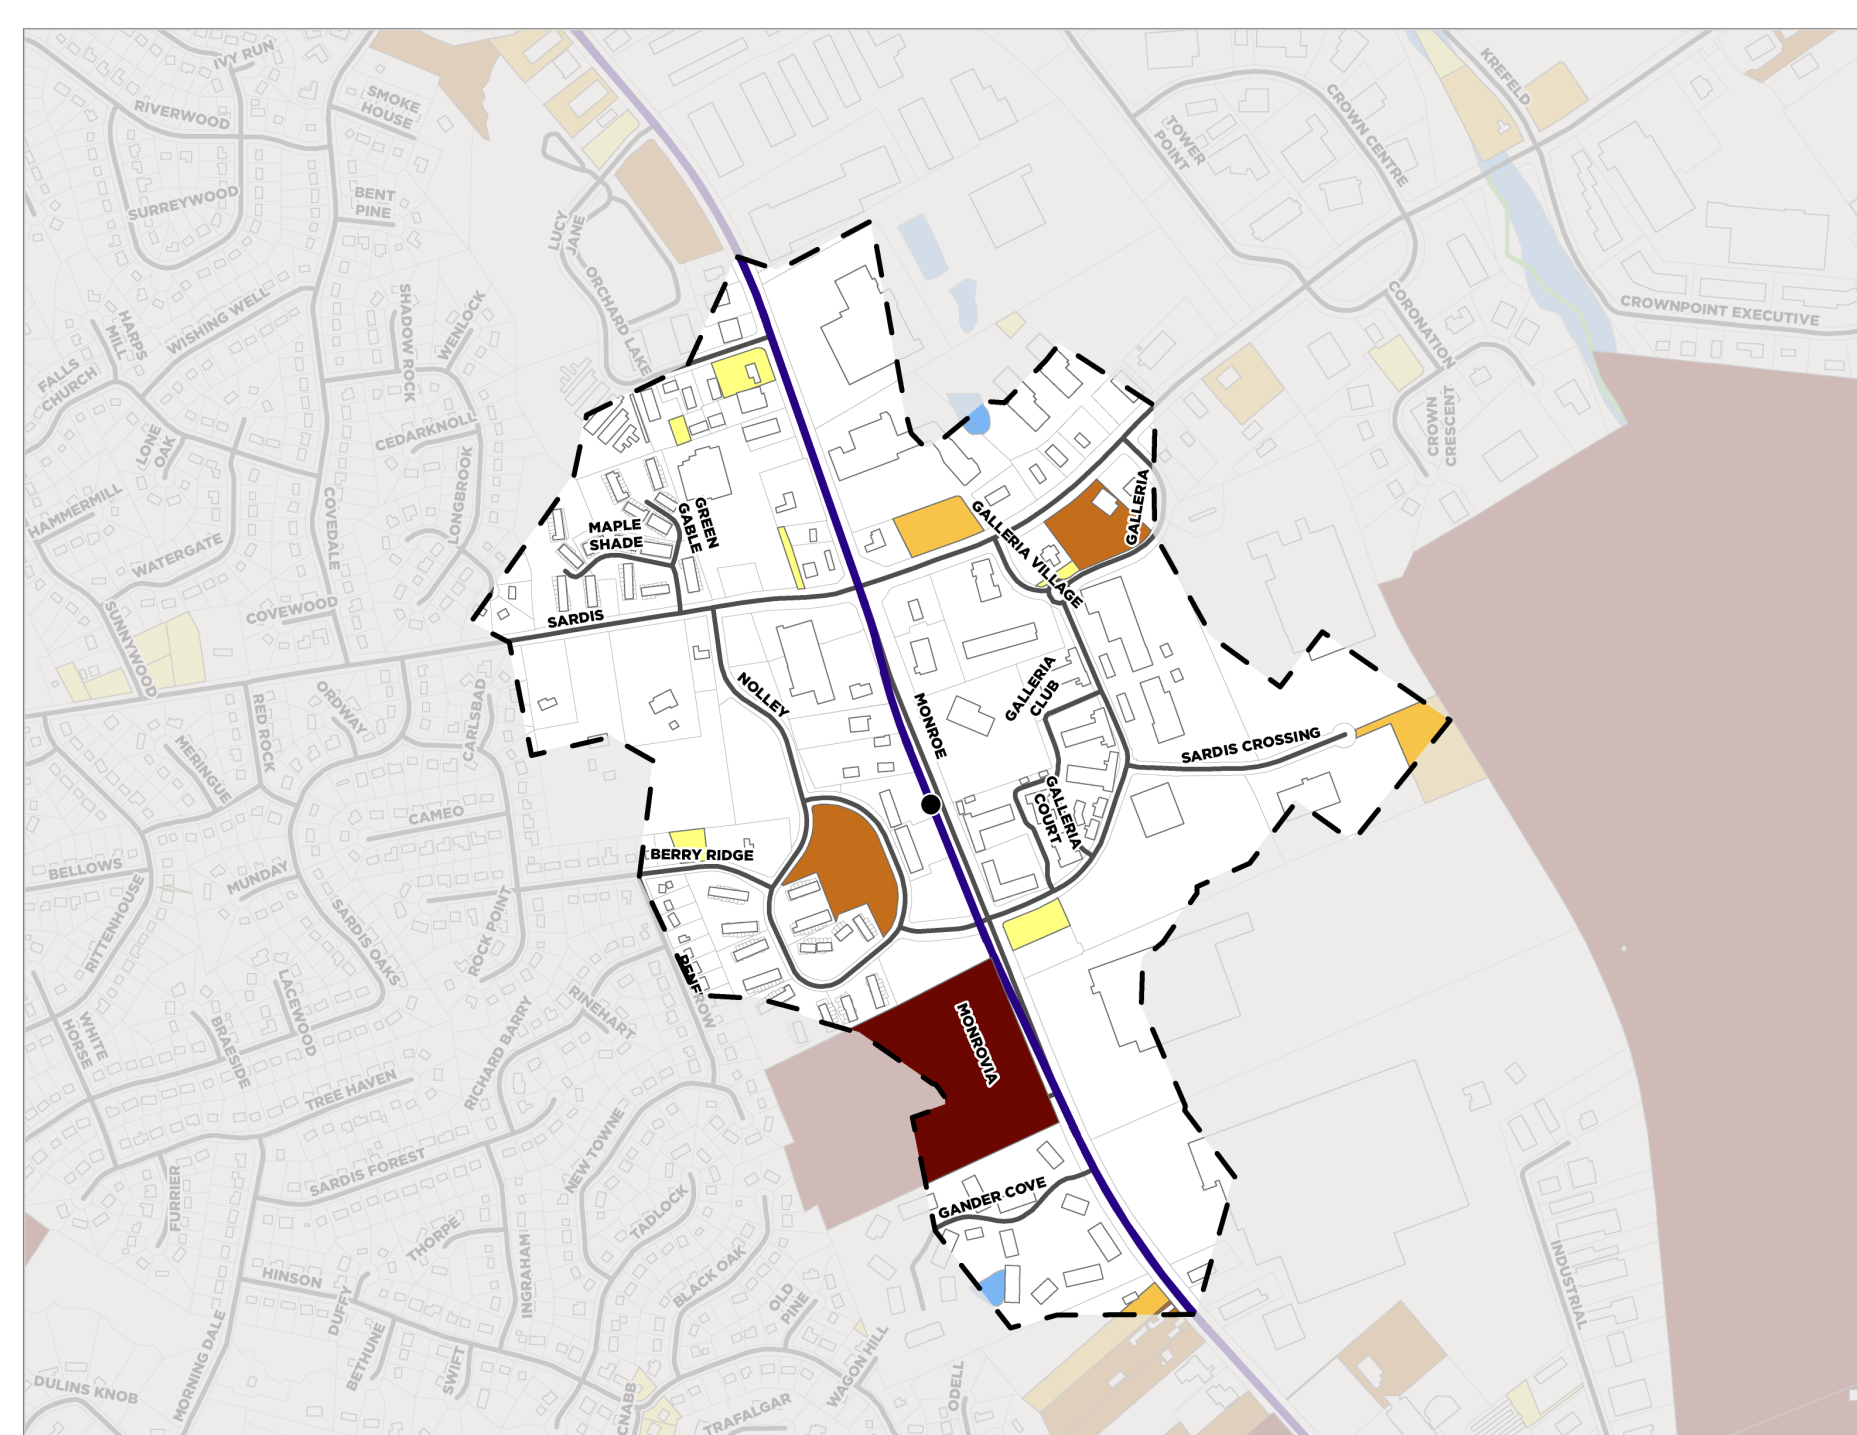 IVY RUN
RIVERWOOD
SMOKE
HOUSE
SURREYWOOD
BENT
PINE
LUCY
JANE
ORCHARD LAKE
TOWER
POINT
CROWN CENTRE
KREFELD
CORONATION
CROWNPOINT EXECUTIVE
CROWN
CRESCENT
HARPS
MILL
WISHING WELL
SHADOW ROCK
WENLOCK
FALLS
CHURCH
LONE
OAK
CEDARKNOLL
LONGBROOK
COVEDALE
HAMMERMILL
WATERGATE
COVEWOOD
SUNNYWOOD
MAPLE
SHADE
GREEN
GABLE
SARDIS
GALLERIA
GALLERIA VILLAGE
NOLLEY
MONROE
GALLERIA
CLUB
GALLERIA
COURT
SARDIS CROSSING
RED ROCK
ORDWAY
CARLSBAD
MERINGUE
CAMEO
BELLOWS
MUNDAY
RITTENHOUSE
SARDIS OAKS
ROCK POINT
BERRY RIDGE
RENFROW
MONROVIA
LACEWOOD
RINEHART
WHITE
HORSE
BRAESIDE
RICHARD BARRY
TREE HAVEN
NEW TOWNE
SARDIS FOREST
FURRIER
THORPE
TADLOCK
GANDER COVE
INGRAHAM
HINSON
DUFFY
BLACK OAK
OLD
PINE
INDUSTRIAL
BETHUNE
SWIFT
MORNING DALE
DULINS KNOB
WAGON HILL
ODELL
CNABB
TRAFALGAR